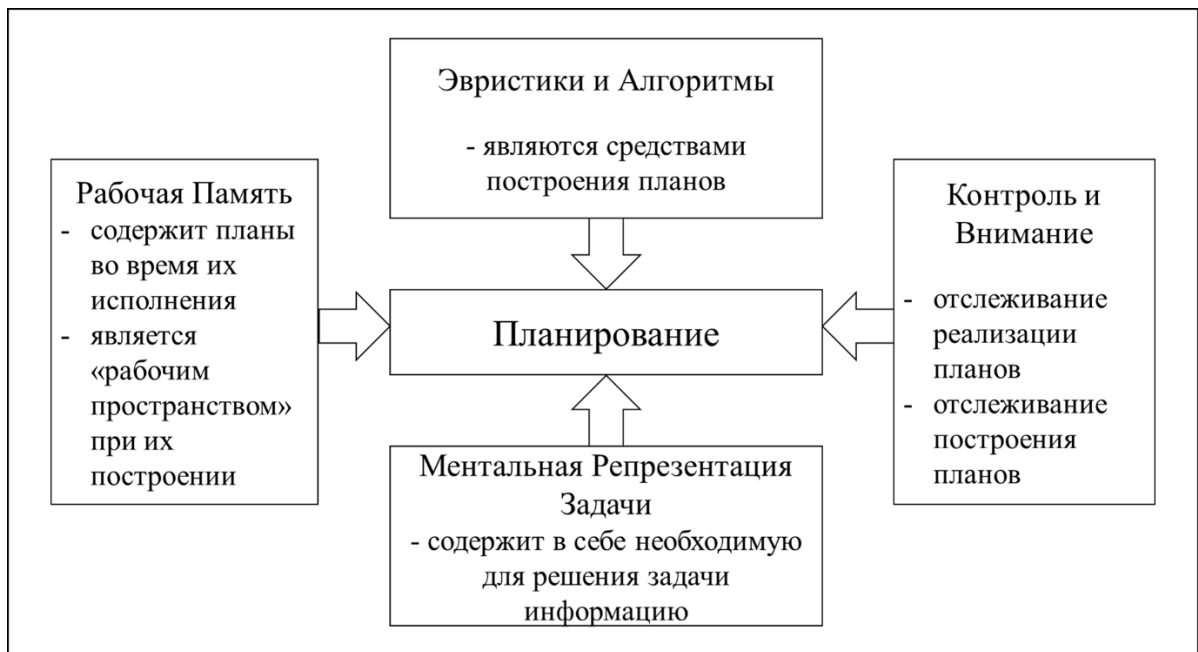 Эвристики и Алгоритмы
- являются средствами
построения планов
Рабочая Память
- содержит планы
во время их
исполнения
- является
«рабочим
пространством»
при их
построении
Планирование
Контроль и
Внимание
- отслеживание
реализации
планов
- отслеживание
построения
планов
Ментальная Репрезентация
Задачи
- содержит в себе необходимую
для решения задачи
информацию